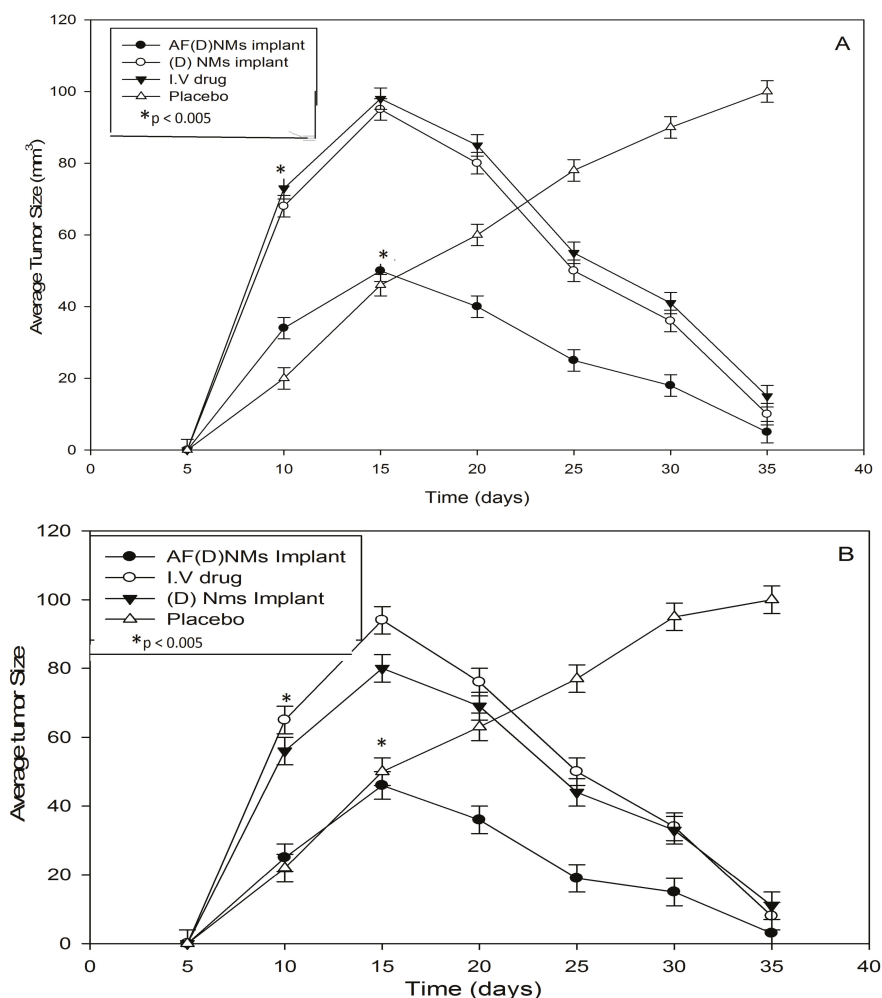 A
AF(D)NMs implant
(D) NMs implant
I.V drug
Placebo
*p < 0.005
120
100
80
60
40
20
0
*
*
Average Tumor Size (mm³)
0 5 10 15 20 25 30 35 40
Time (days)
B
AF(D)NMs Implant
I.V drug
(D) Nms Implant
Placebo
*p < 0.005
120
100
80
60
40
20
0
*
*
Average tumor Size
0 5 10 15 20 25 30 35 40
Time (days)